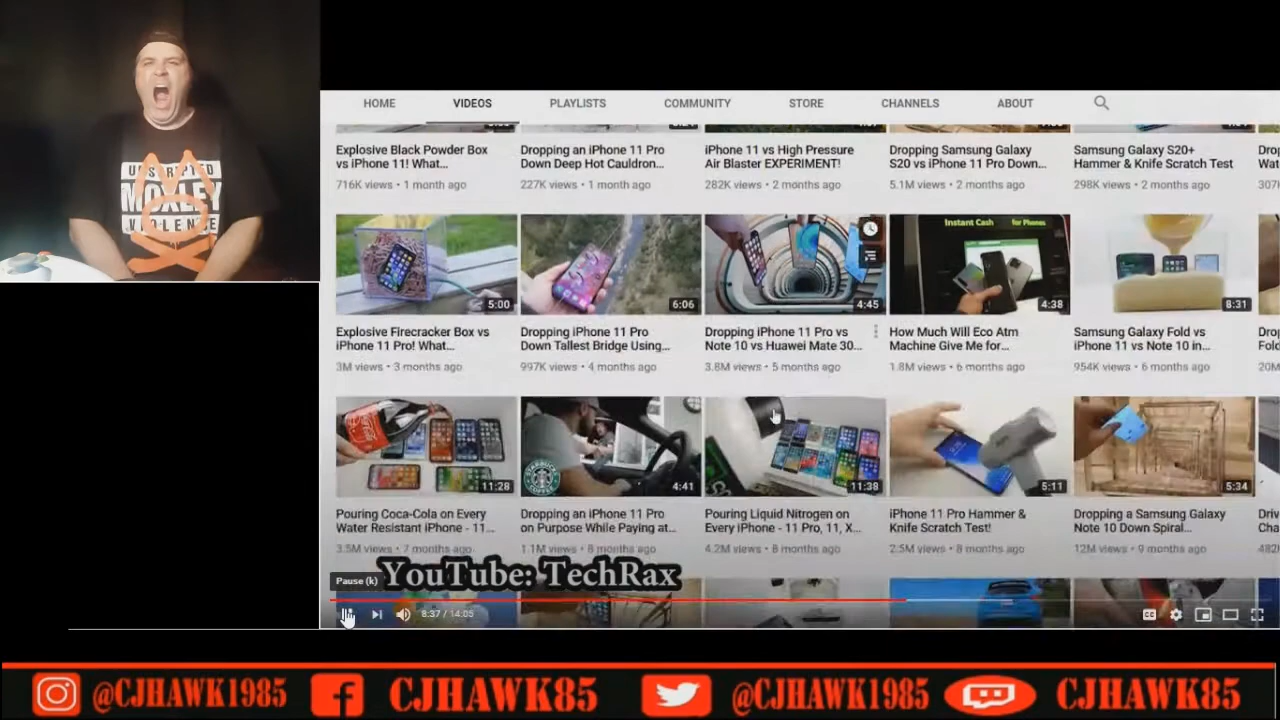 HOME VIDEOS PLAYLISTS COMMUNITY STORE CHANNELS ABOUT
Explosive Black Powder Box
vs iPhone 11! What...
716K views • 1 month ago
Dropping an iPhone 11 Pro
Down Deep Hot Cauldron...
227K views • 1 month ago
iPhone 11 vs High Pressure
Air Blaster EXPERIMENT!
282K views • 2 months ago
Dropping Samsung Galaxy
S20 vs iPhone 11 Pro Down...
5.1M views • 2 months ago
Samsung Galaxy S20+
Hammer & Knife Scratch Test
298K views • 2 months ago
UNSCRIPTED
MOXLEY
VIOLENCE
5:00
6:06
4:45
Instant Cash for Phones
4:38
8:31
Explosive Firecracker Box vs
iPhone 11 Pro! What...
3M views • 3 months ago
Dropping iPhone 11 Pro
Down Tallest Bridge Using...
997K views • 4 months ago
Dropping iPhone 11 Pro vs
Note 10 vs Huawei Mate 30...
3.8M views • 5 months ago
How Much Will Eco Atm
Machine Give Me for...
1.8M views • 6 months ago
Samsung Galaxy Fold vs
iPhone 11 vs Note 10 in...
954K views • 6 months ago
20M
11:28
STARBUCKS
COFFEE
4:41
11:38
5:11
5:34
Pouring Coca-Cola on Every
Water Resistant iPhone - 11...
3.5M views • 7 months ago
Dropping an iPhone 11 Pro
on Purpose While Paying at...
1.1M views • 8 months ago
Pouring Liquid Nitrogen on
Every iPhone - 11 Pro, 11, X...
4.2M views • 8 months ago
iPhone 11 Pro Hammer &
Knife Scratch Test!
2.5M views • 8 months ago
Dropping a Samsung Galaxy
Note 10 Down Spiral...
12M views • 9 months ago
Pause (k)
YouTube: TechRax
8:37 / 14:05
CC
@CJHAWK1985 CJHAWK85 @CJHAWK1985 CJHAWK85